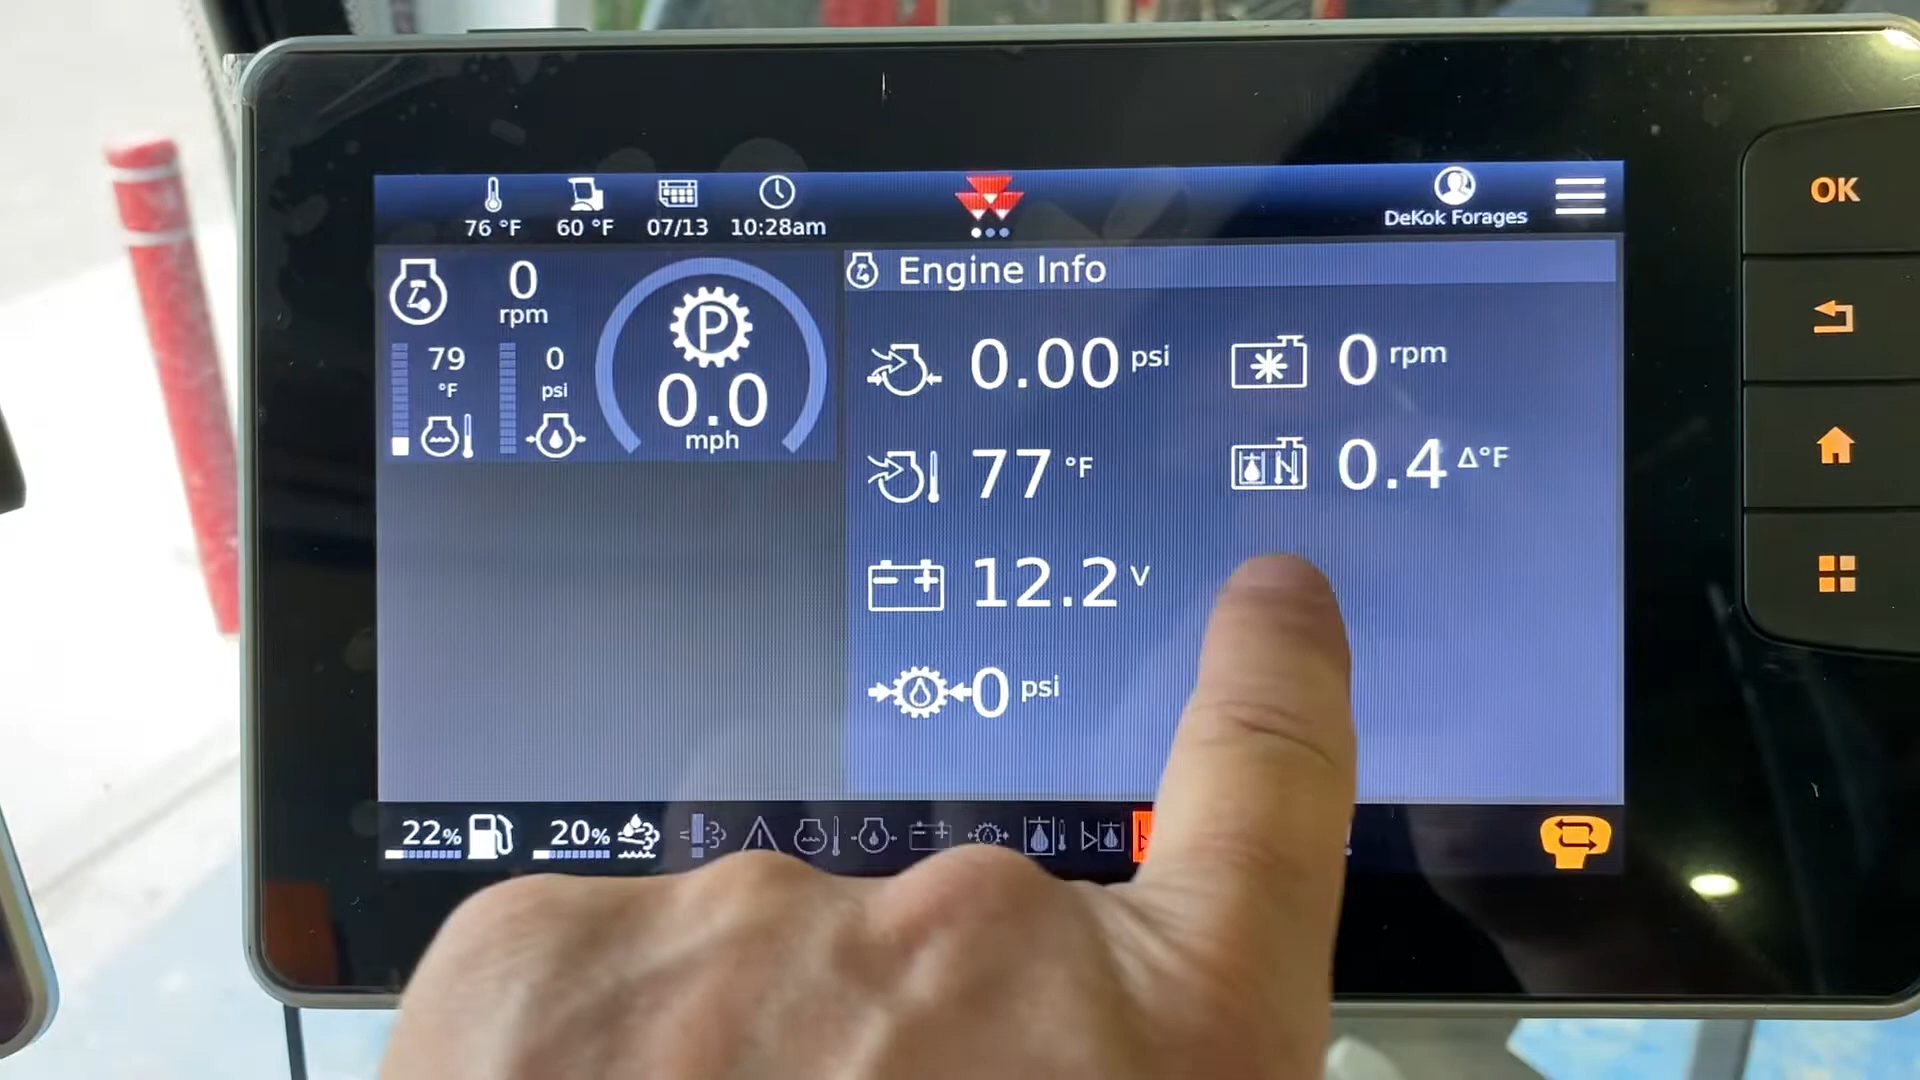 76 °F 60 °F 07/13 10:28am
DeKok Forages
0
rpm
79
°F
0
psi
P
0.0
mph
Engine Info
0.00 psi
0 rpm
77 °F
0.4 Δ°F
12.2 V
0 psi
22%
20%
OK